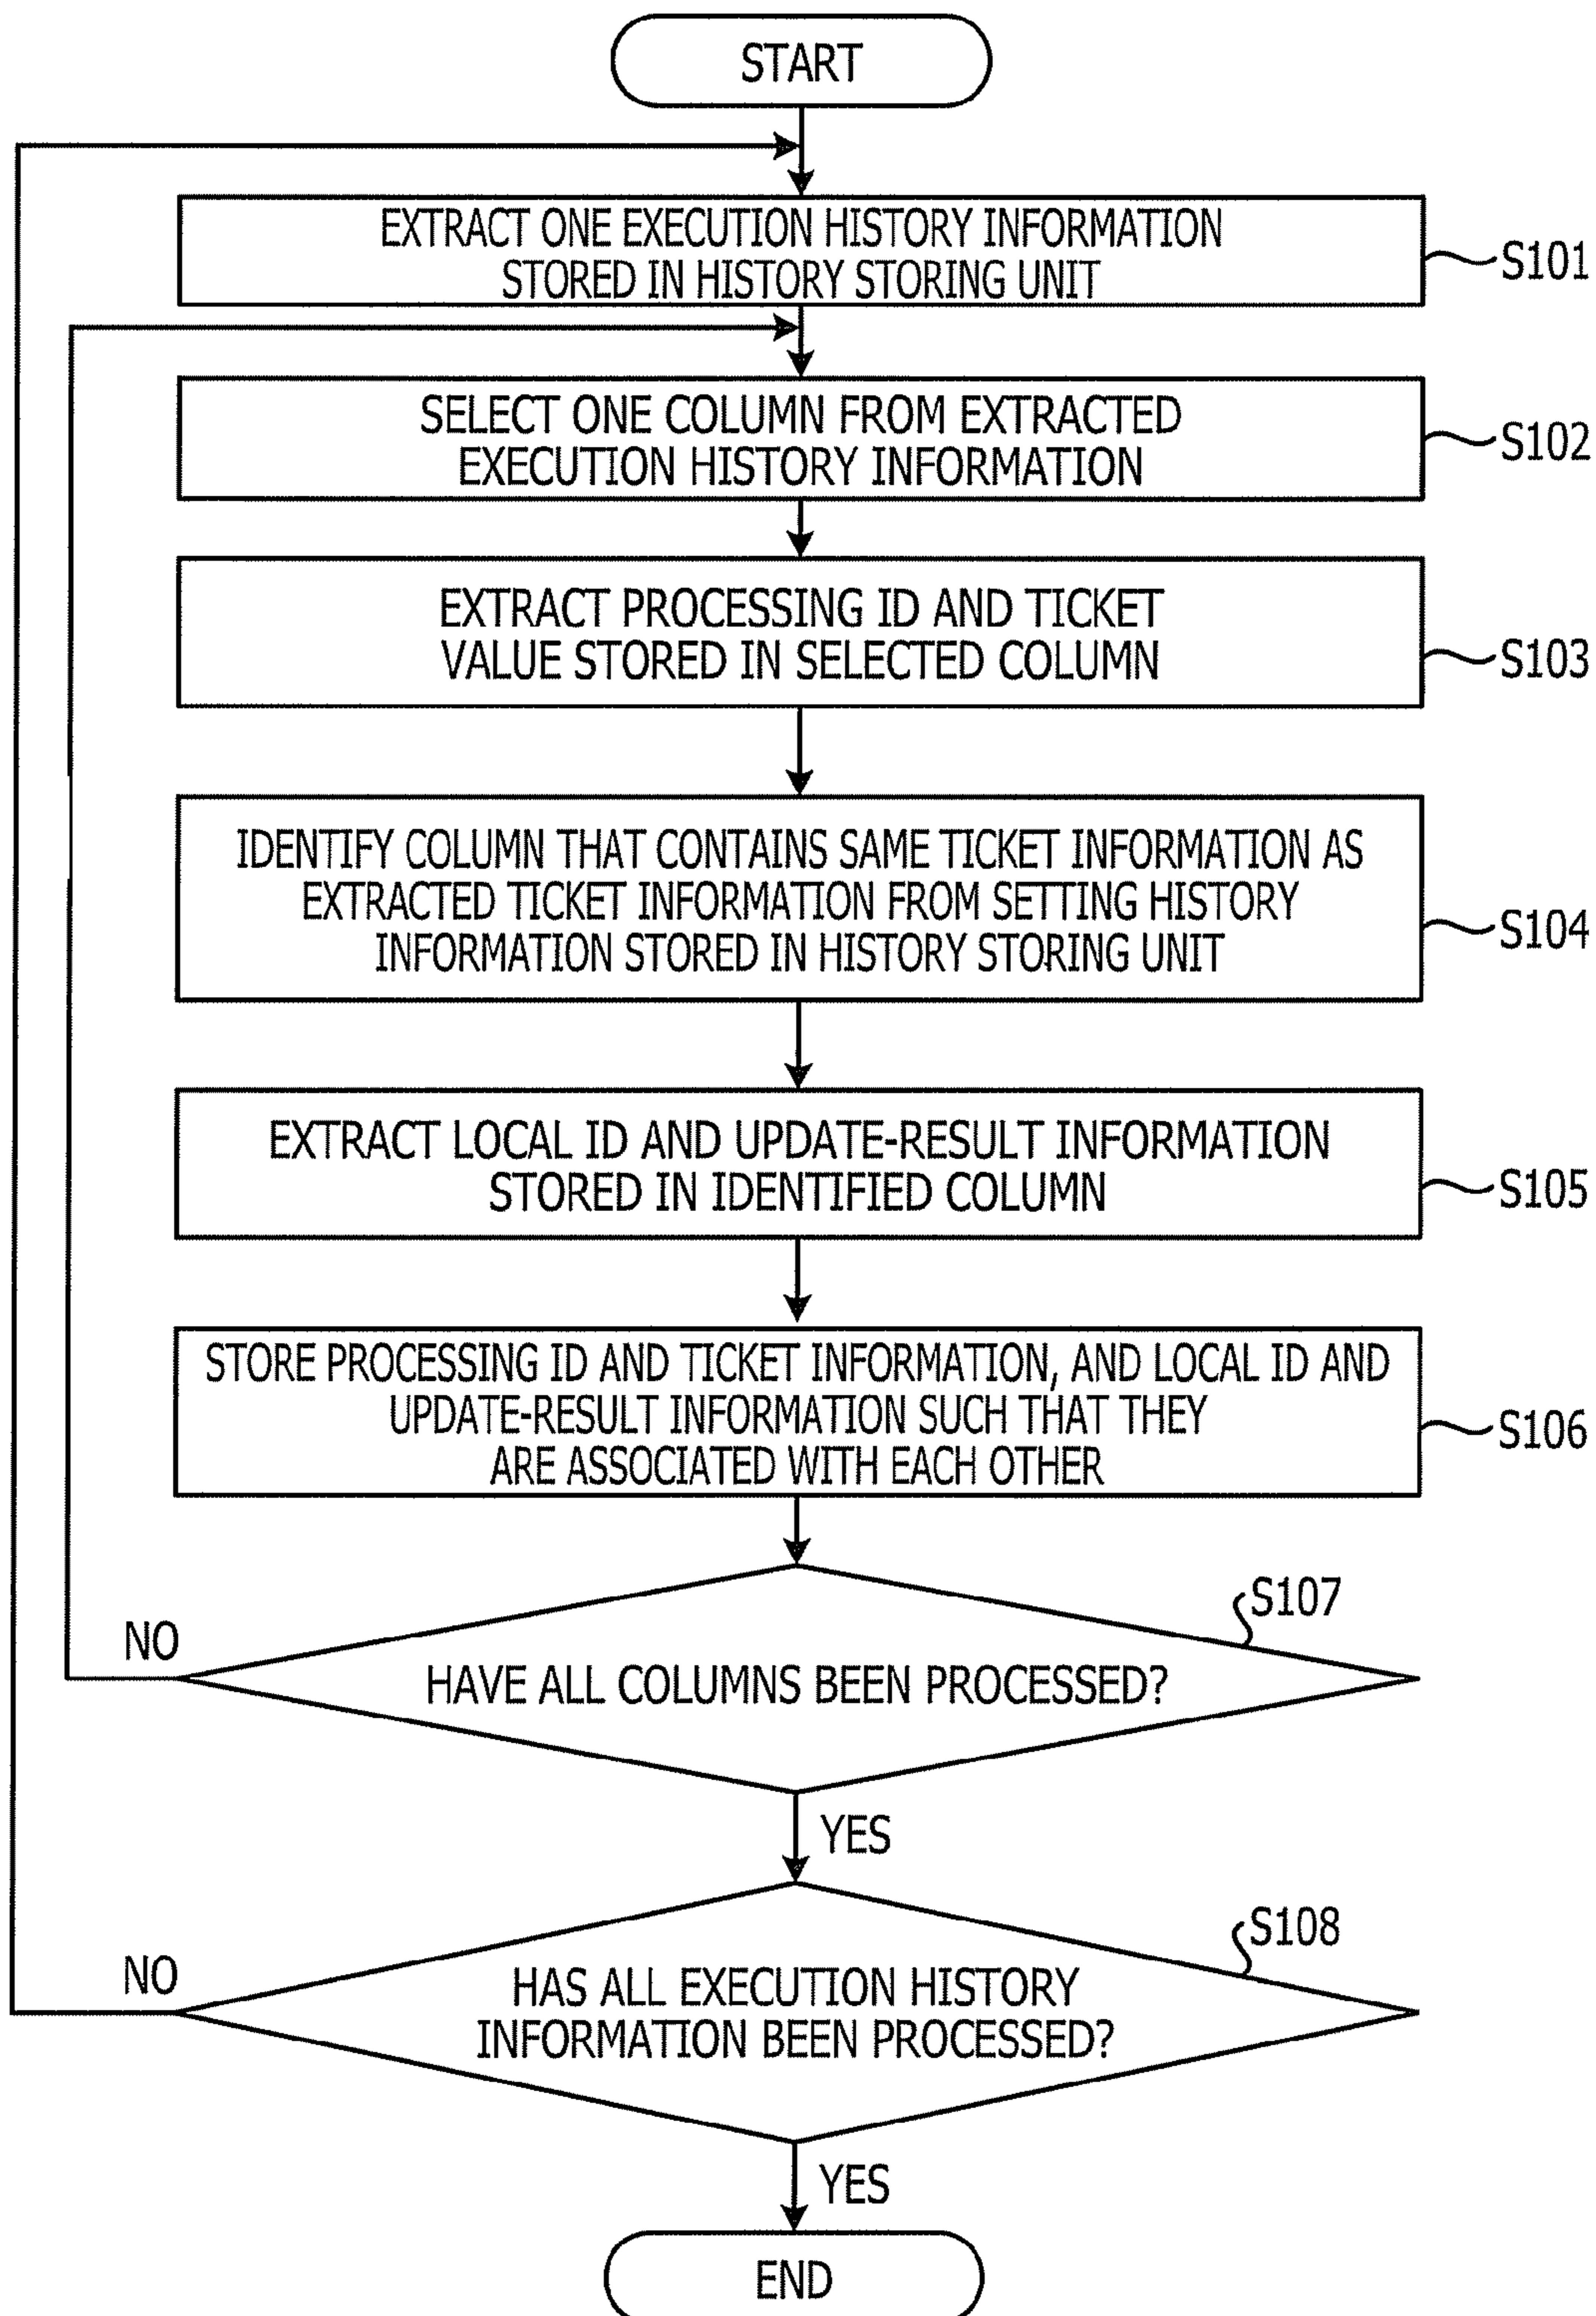 START
EXTRACT ONE EXECUTION HISTORY INFORMATION
STORED IN HISTORY STORING UNIT
S101
SELECT ONE COLUMN FROM EXTRACTED
EXECUTION HISTORY INFORMATION
S102
EXTRACT PROCESSING ID AND TICKET
VALUE STORED IN SELECTED COLUMN
S103
IDENTIFY COLUMN THAT CONTAINS SAME TICKET INFORMATION AS
EXTRACTED TICKET INFORMATION FROM SETTING HISTORY
INFORMATION STORED IN HISTORY STORING UNIT
S104
EXTRACT LOCAL ID AND UPDATE-RESULT INFORMATION
STORED IN IDENTIFIED COLUMN
S105
STORE PROCESSING ID AND TICKET INFORMATION, AND LOCAL ID AND
UPDATE-RESULT INFORMATION SUCH THAT THEY
ARE ASSOCIATED WITH EACH OTHER
S106
S107
NO
HAVE ALL COLUMNS BEEN PROCESSED?
YES
S108
NO
HAS ALL EXECUTION HISTORY
INFORMATION BEEN PROCESSED?
YES
END